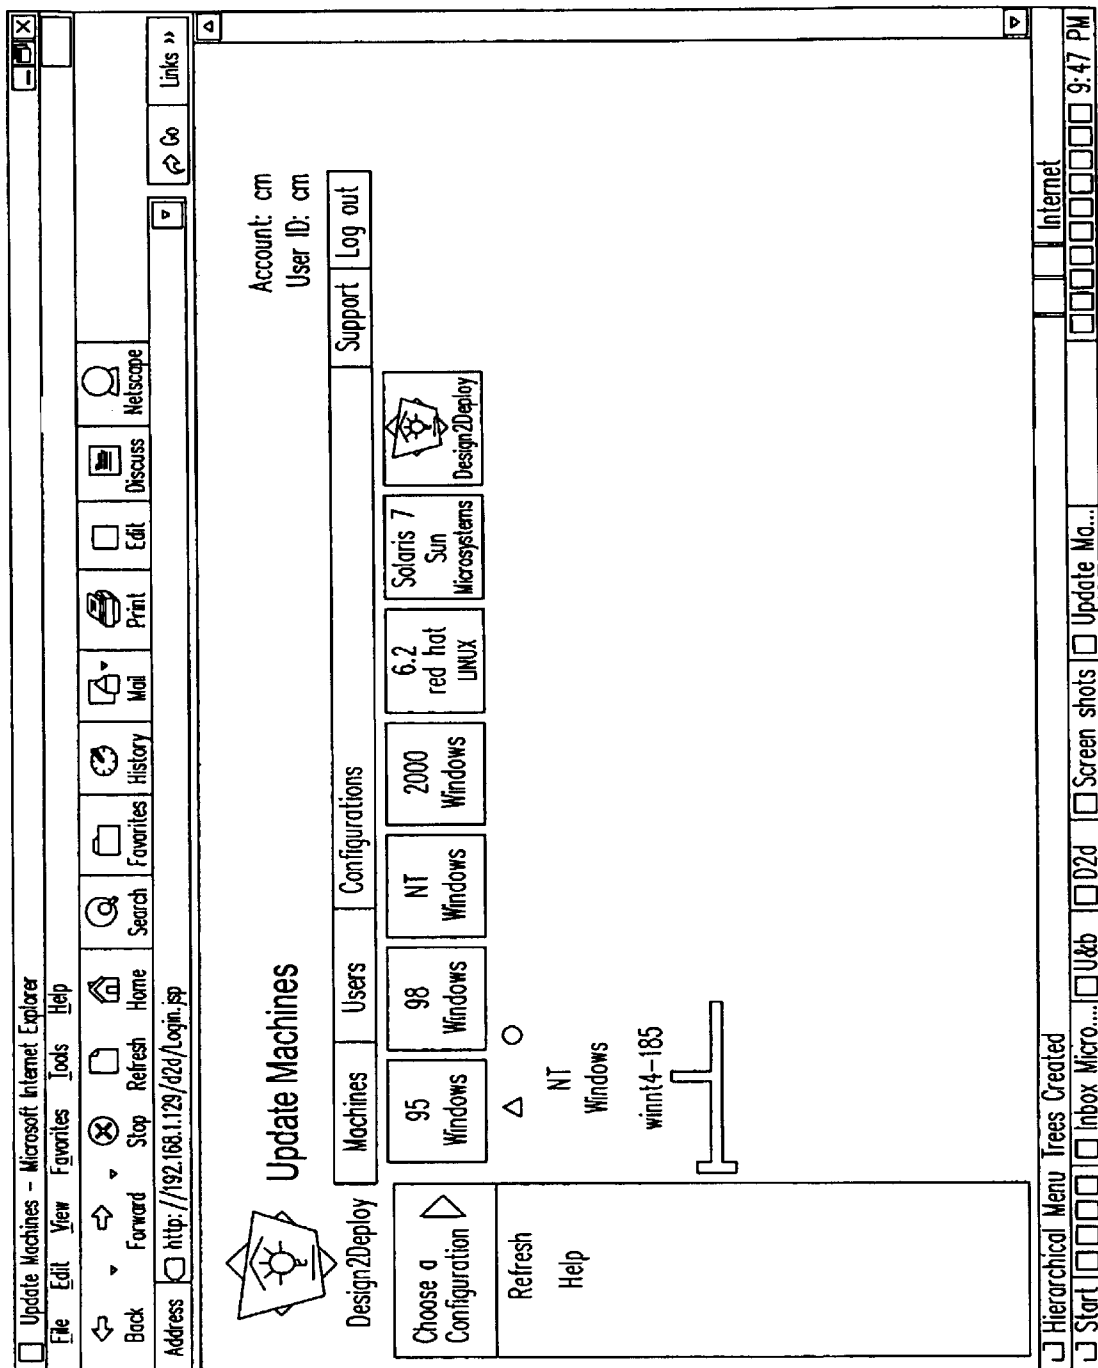 Update Machines - Microsoft Internet Explorer
File Edit View Favorites Tools Help
Back Forward Stop Refresh Home Search Favorites History Mail Print Edit Discuss Netscape
Address http://192.168.1.129/d2d/Login.jsp Go Links »
Design2Deploy
Update Machines
Account: cm
User ID: cm
Machines Users Configurations Support Log out
Choose a
Configuration
Refresh
Help
95
Windows
98
Windows
NT
Windows
2000
Windows
6.2
red hat
LINUX
Solaris 7
Sun
Microsystems
Design2Deploy
NT
Windows
winnt4-185
Hierarchical Menu Trees Created Internet
Start Inbox Micro.... U&b D2d Screen shots Update Ma... 9:47 PM